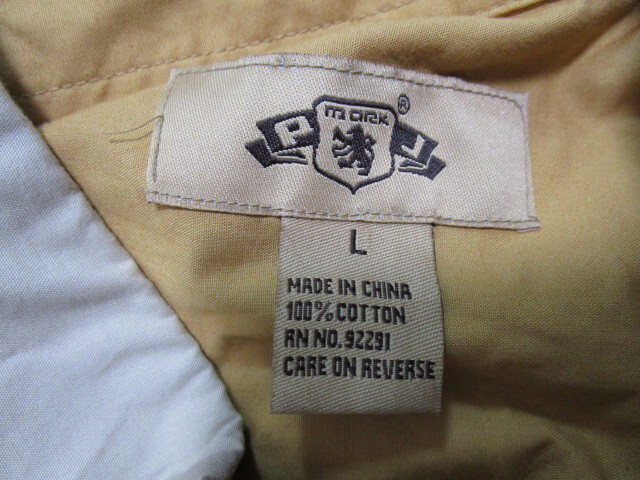 mark
P J ®
L
MADE IN CHINA
100% COTTON
RN NO. 92291
CARE ON REVERSE